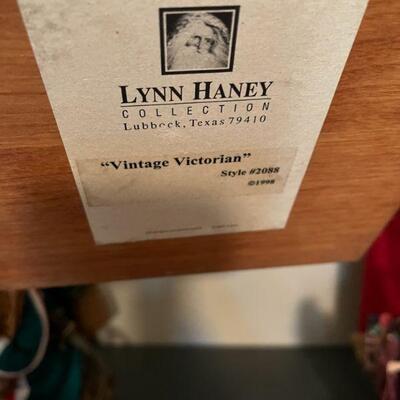 LYNN HANEY
COLLECTION
Lubbock, Texas 79410
"Vintage Victorian"
Style #2088
©1998